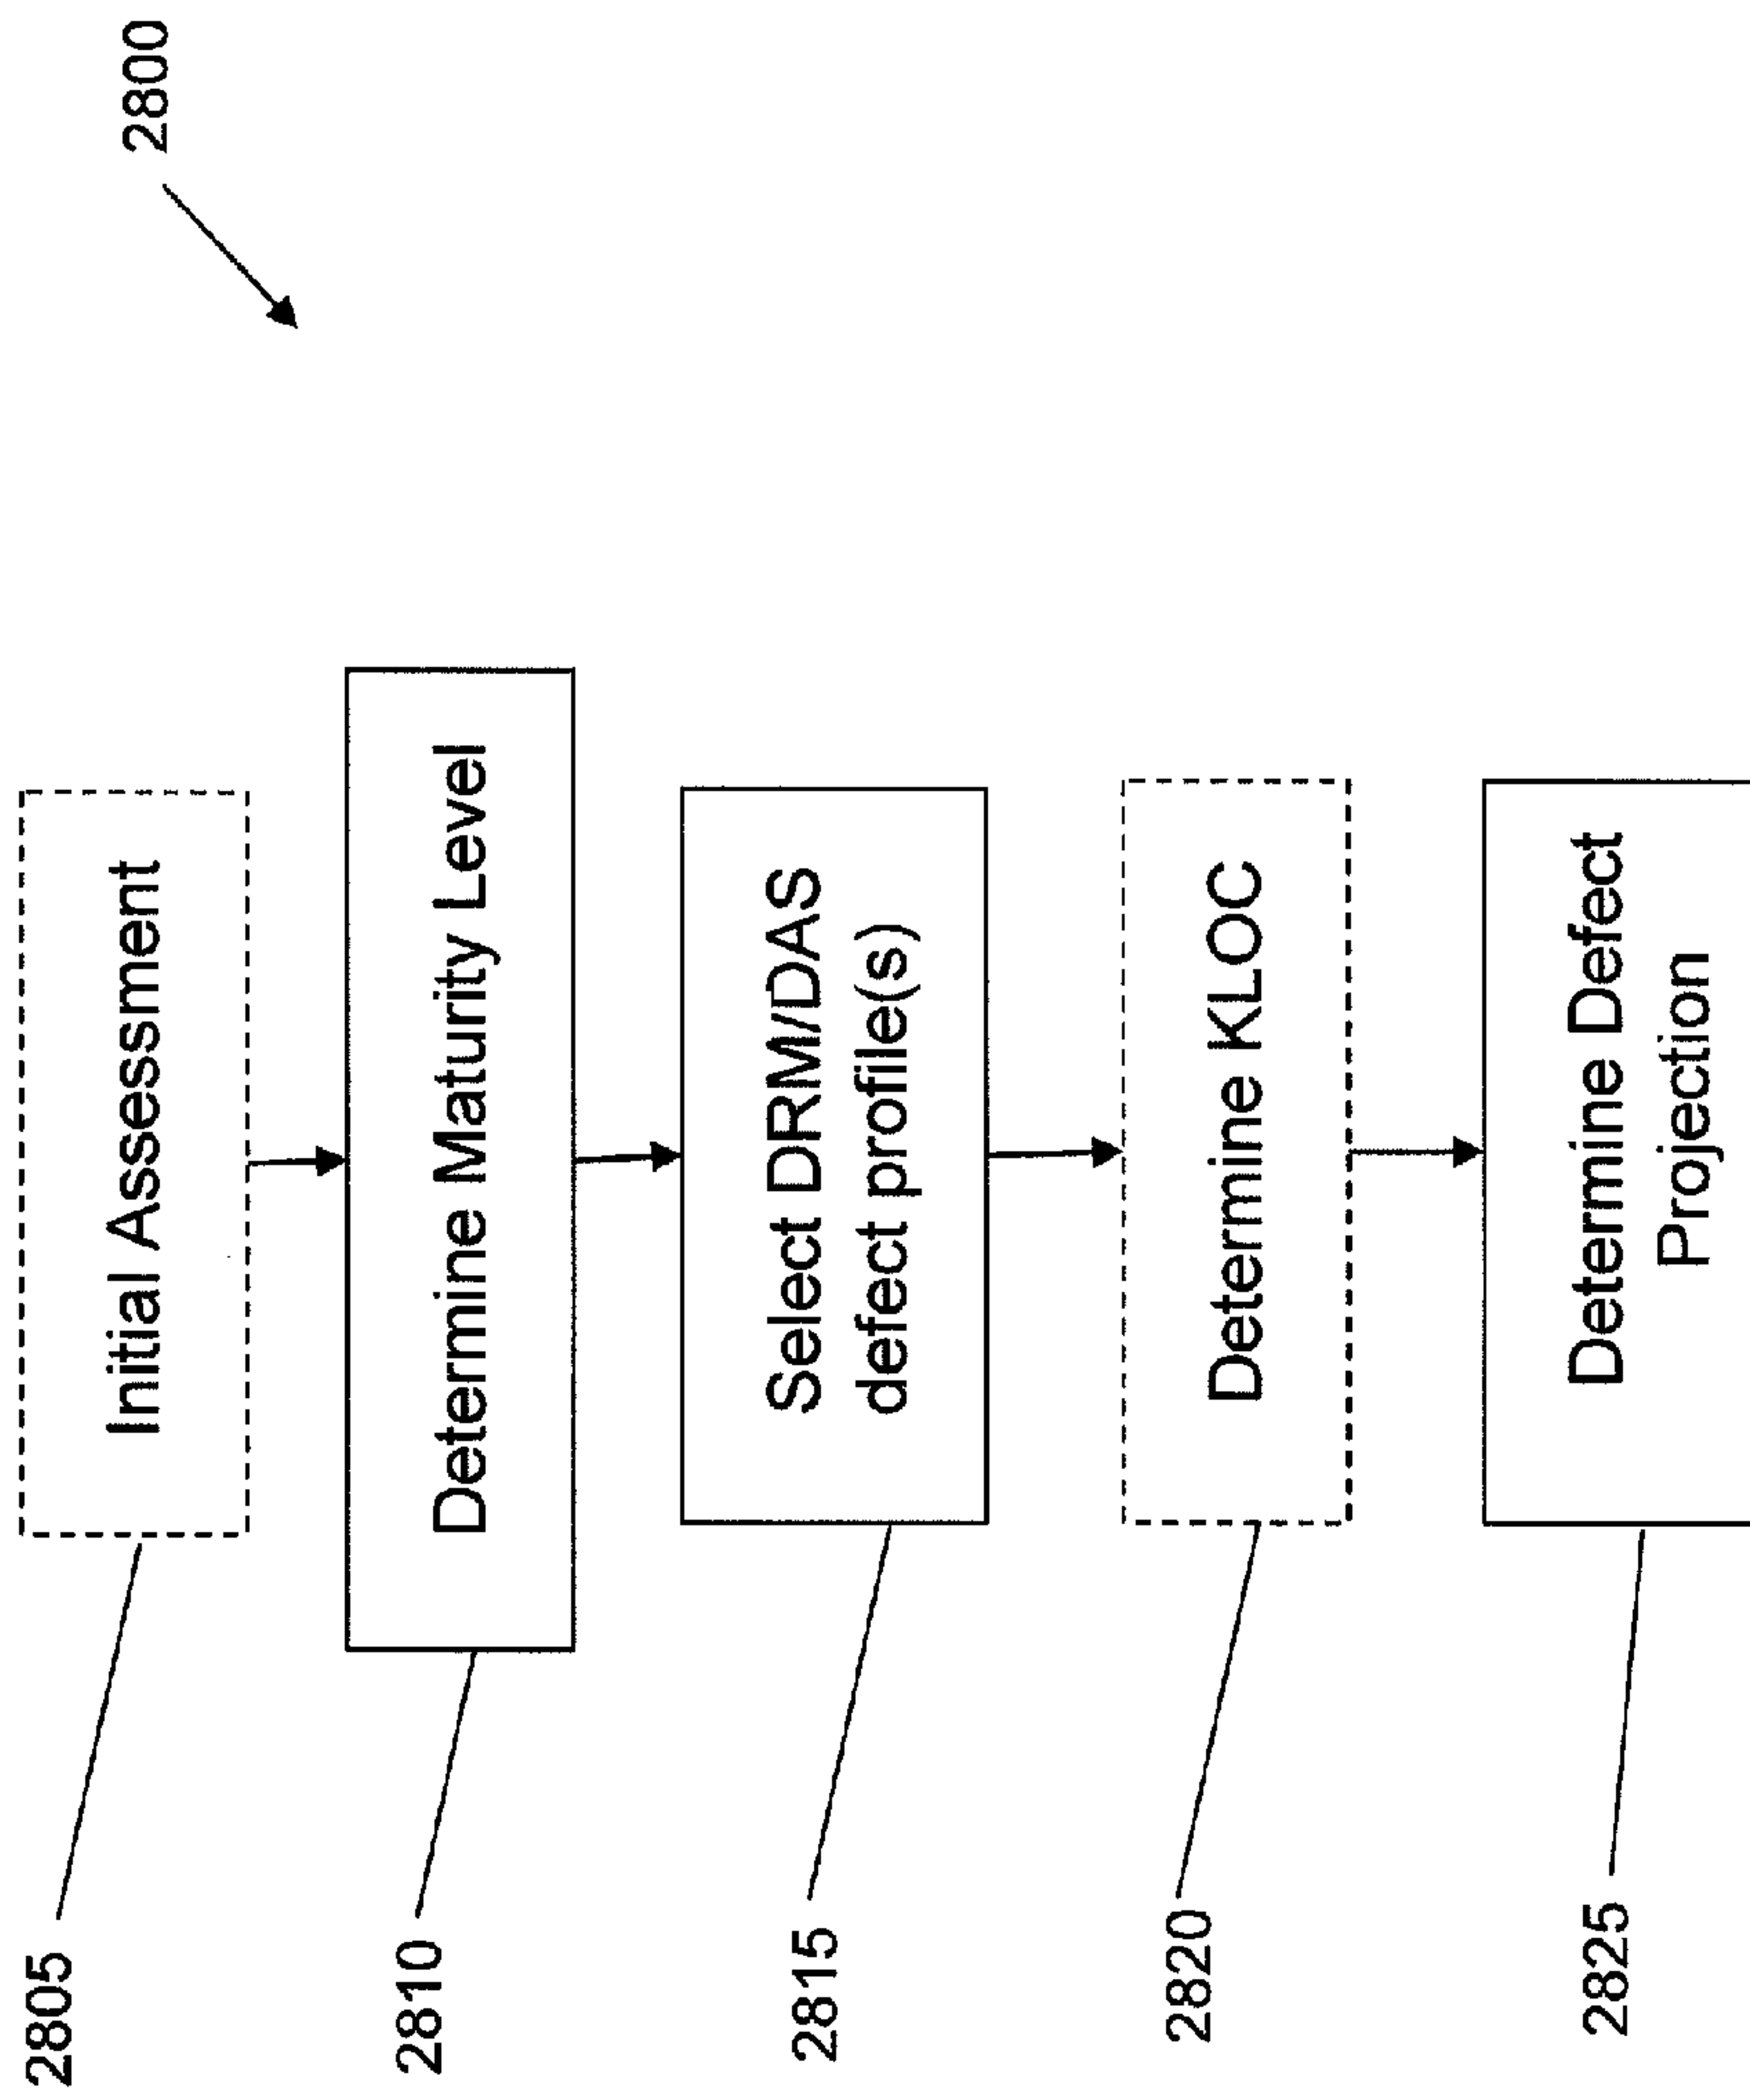 2800
2805
Initial Assessment
2810
Determine Maturity Level
2815
Select DRM/DAS
defect profile(s)
2820
Determine KLOC
2825
Determine Defect
Projection